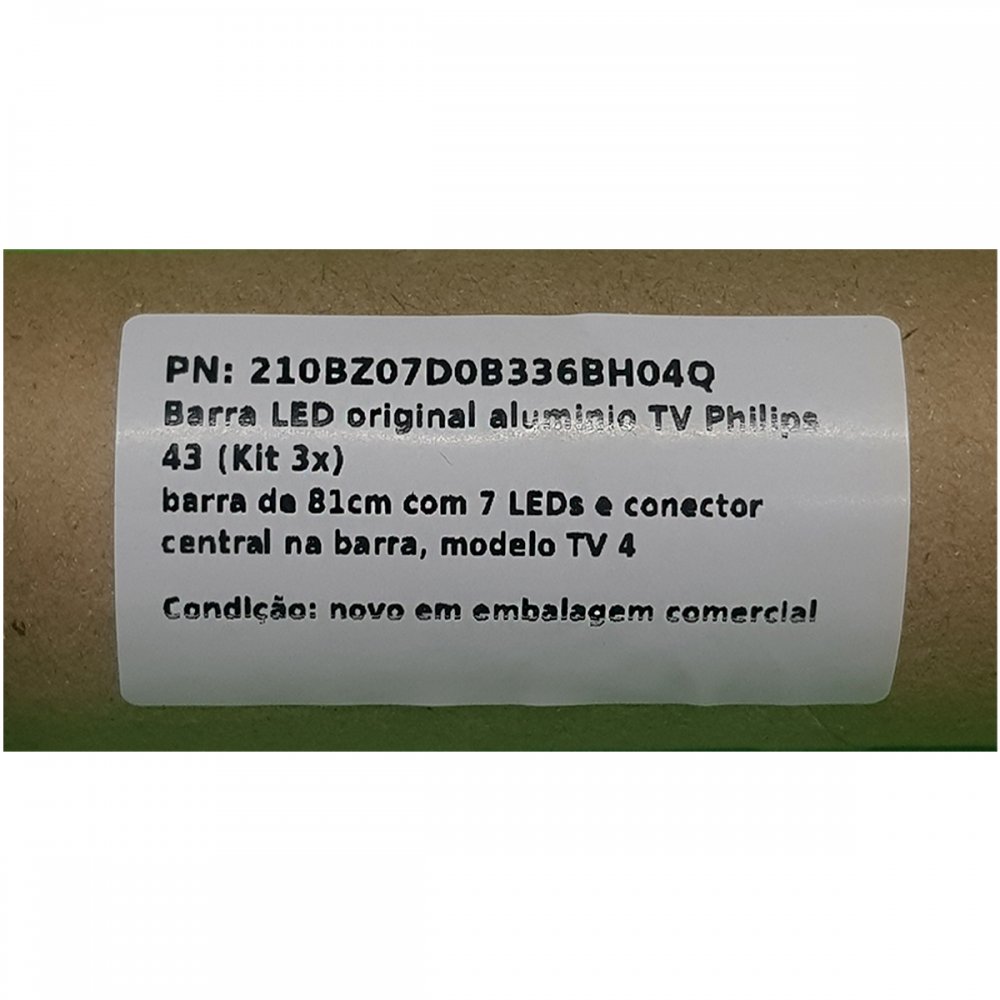 PN: 210BZ07D0B336BH04Q
Barra LED original aluminio TV Philips
43 (Kit 3x)
barra de 81cm com 7 LEDs e conector
central na barra, modelo TV 4
Condição: novo em embalagem comercial